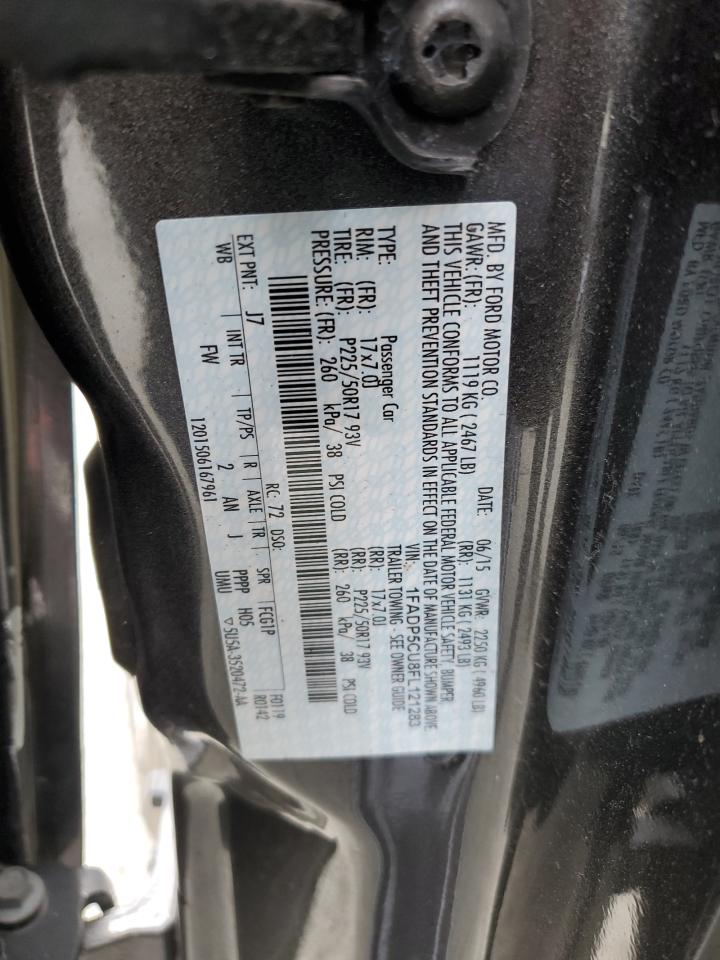 MFD. BY FORD MOTOR CO.
DATE: 06/15 GVWR: 2250 KG (4960 LB)
GAWR: (FR): 1119 KG (2467 LB) (RR): 1131 KG (2493 LB)
THIS VEHICLE CONFORMS TO ALL APPLICABLE FEDERAL MOTOR VEHICLE SAFETY, BUMPER,
AND THEFT PREVENTION STANDARDS IN EFFECT ON THE DATE OF MANUFACTURE SHOWN ABOVE
VIN: 1FADP5CU8FL121283
TYPE: Passenger Car TRAILER TOWING - SEE OWNER GUIDE
RIM: (FR): 17x7.0J (RR): 17x7.0J
TIRE: (FR): P225/50R17 93V (RR): P225/50R17 93V
PRESSURE: (FR): 260 kPa/ 38 PSI COLD (RR): 260 kPa/ 38 PSI COLD
F0119
R0142
EXT PNT: J7 RC: 72 DSO: FCG1P
WB INT TR TP/PS R AXLE TR SPR
FW 2 AN J PPPP H05
1201506167961 UMU ▽5U5A-3520472-AA